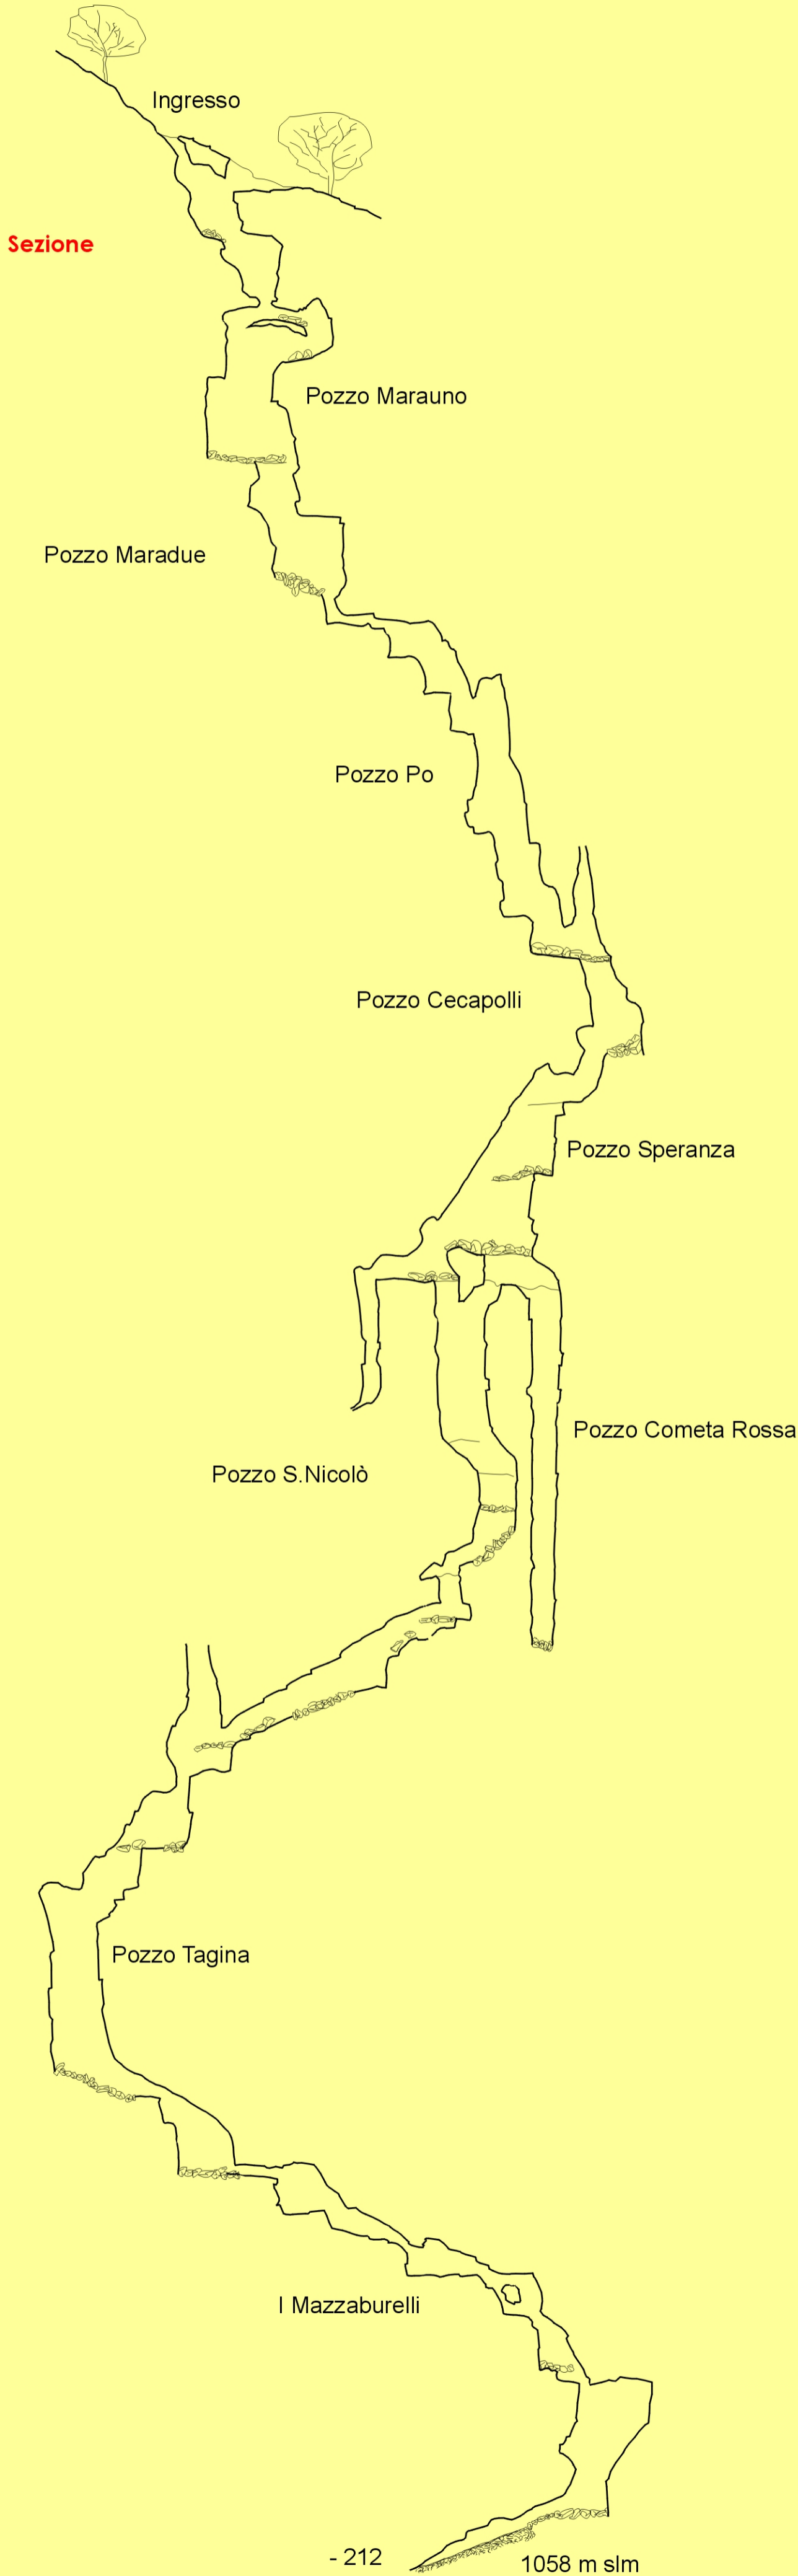 Ingresso
Sezione
Pozzo Marauno
Pozzo Maradue
Pozzo Po
Pozzo Cecapolli
Pozzo Speranza
Pozzo Cometa Rossa
Pozzo S.Nicolò
Pozzo Tagina
I Mazzaburelli
- 212
1058 m slm